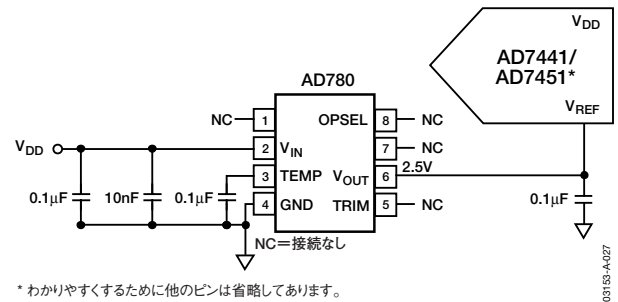 VDD
AD7441/
AD7451*
VREF
AD780
NC
1
OPSEL
8
NC
VDD
2
VIN
7
NC
3
TEMP
VOUT
6
2.5V
4
GND
TRIM
5
NC
0.1μF
10nF
0.1μF
0.1μF
NC=接続なし
* わかりやすくするために他のピンは省略してあります。
03153-A-027